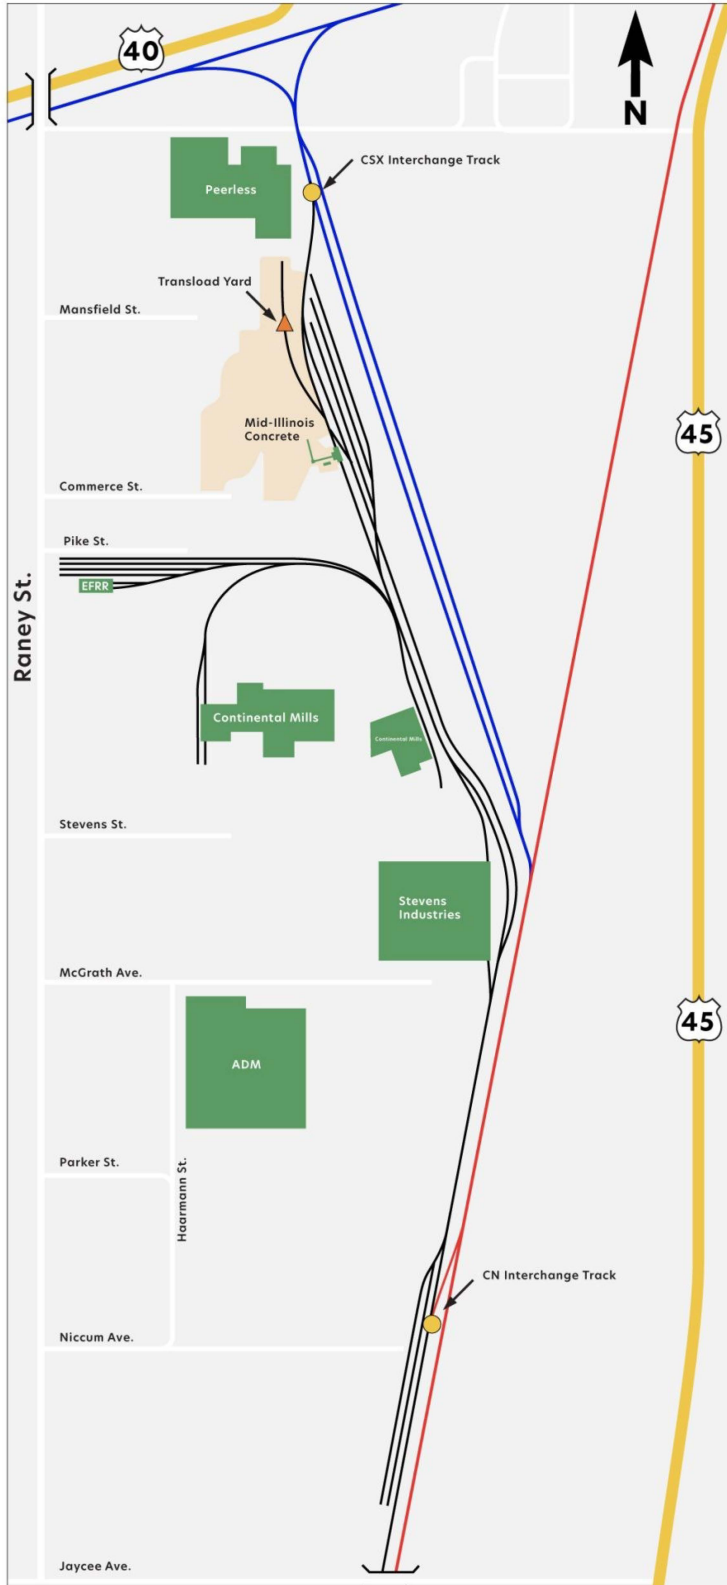 40
N
CSX Interchange Track
Peerless
Transload Yard
Mansfield St.
Mid-Illinois
Concrete
45
Commerce St.
Pike St.
EFRR
Raney St.
Continental Mills
Continental Mills
Stevens St.
Stevens
Industries
McGrath Ave.
45
ADM
Parker St.
Haarmann St.
CN Interchange Track
Niccum Ave.
Jaycee Ave.